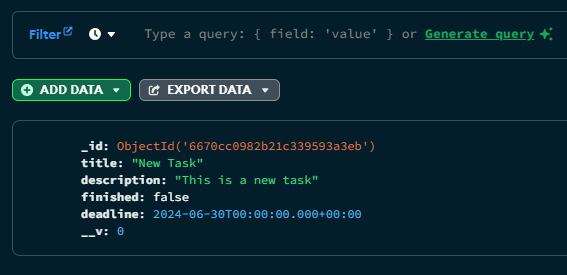 Filter Type a query: { field: 'value' } or Generate query
ADD DATA EXPORT DATA
_id: ObjectId('6670cc0982b21c339593a3eb')
title: "New Task"
description: "This is a new task"
finished: false
deadline: 2024-06-30T00:00:00.000+00:00
__v: 0